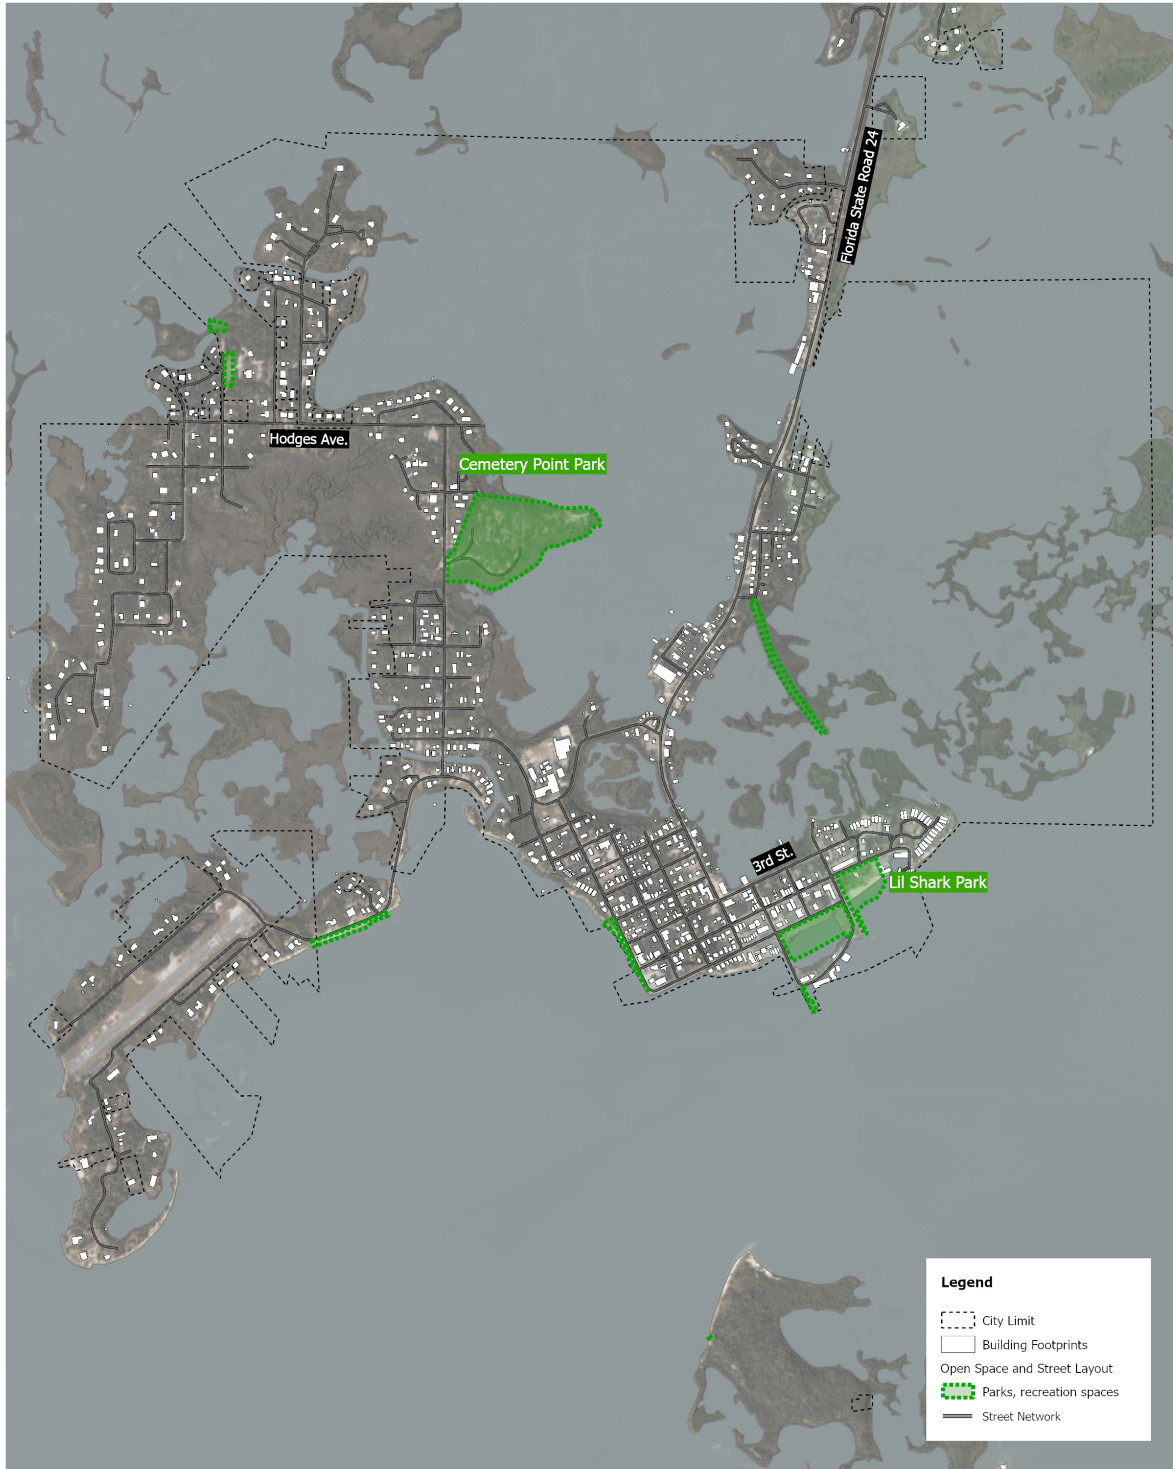 Florida State Road 24
Hodges Ave.
Cemetery Point Park
3rd St.
Lil Shark Park
Legend
City Limit
Building Footprints
Open Space and Street Layout
Parks, recreation spaces
Street Network